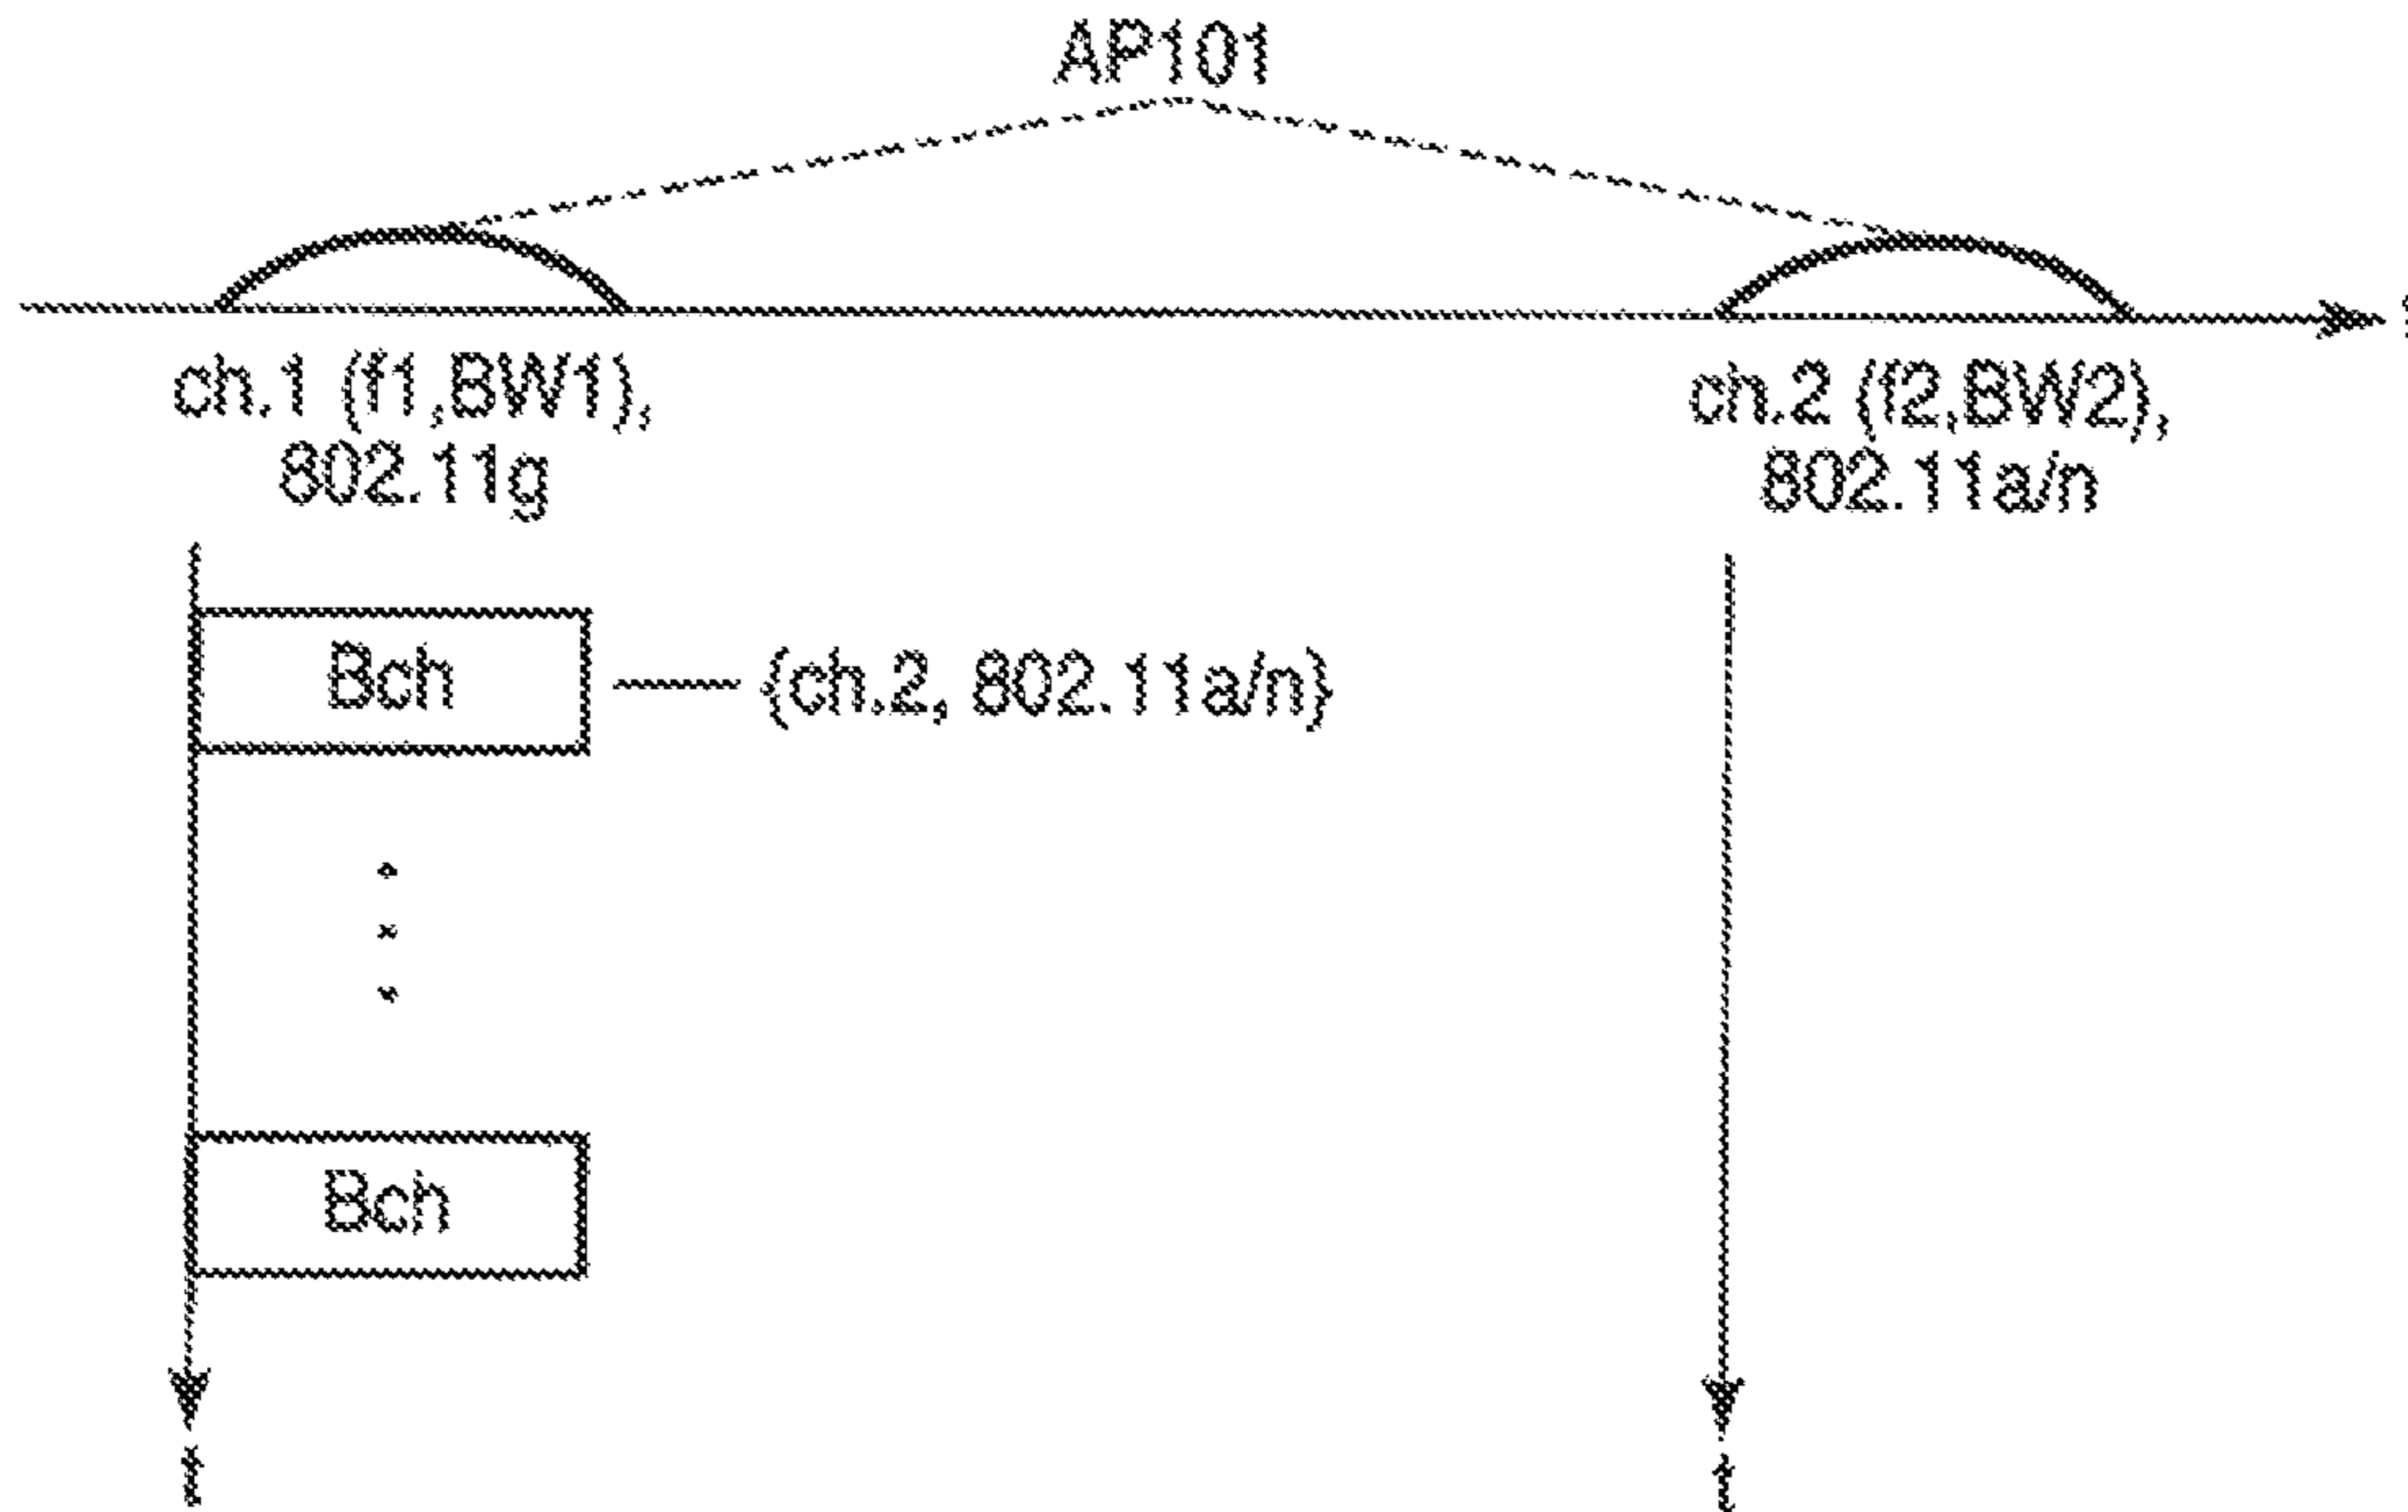 AP101
ch.1 (f1,BW1),
802.11g
ch.2 (f2,BW2),
802.11a/n
Bch
{ch.2, 802.11a/n}
Bch
t
t